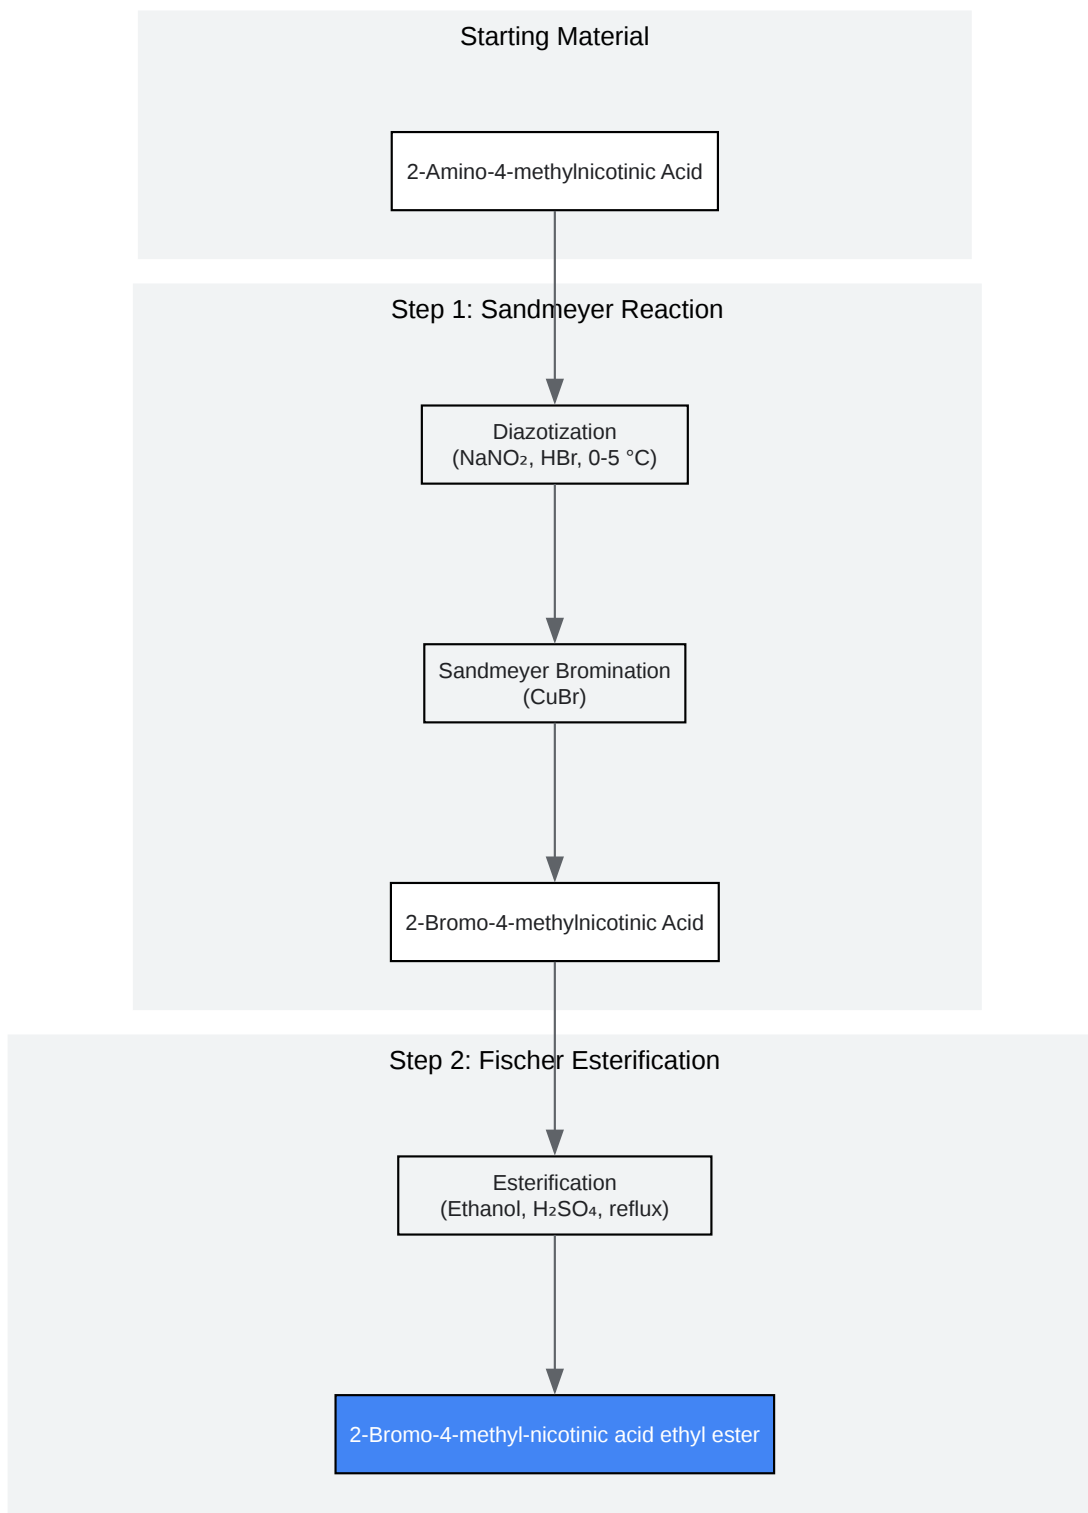 Starting Material
2-Amino-4-methylnicotinic Acid
Step 1: Sandmeyer Reaction
Diazotization
(NaNO₂, HBr, 0-5 °C)
Sandmeyer Bromination
(CuBr)
2-Bromo-4-methylnicotinic Acid
Step 2: Fischer Esterification
Esterification
(Ethanol, H₂SO₄, reflux)
2-Bromo-4-methyl-nicotinic acid ethyl ester